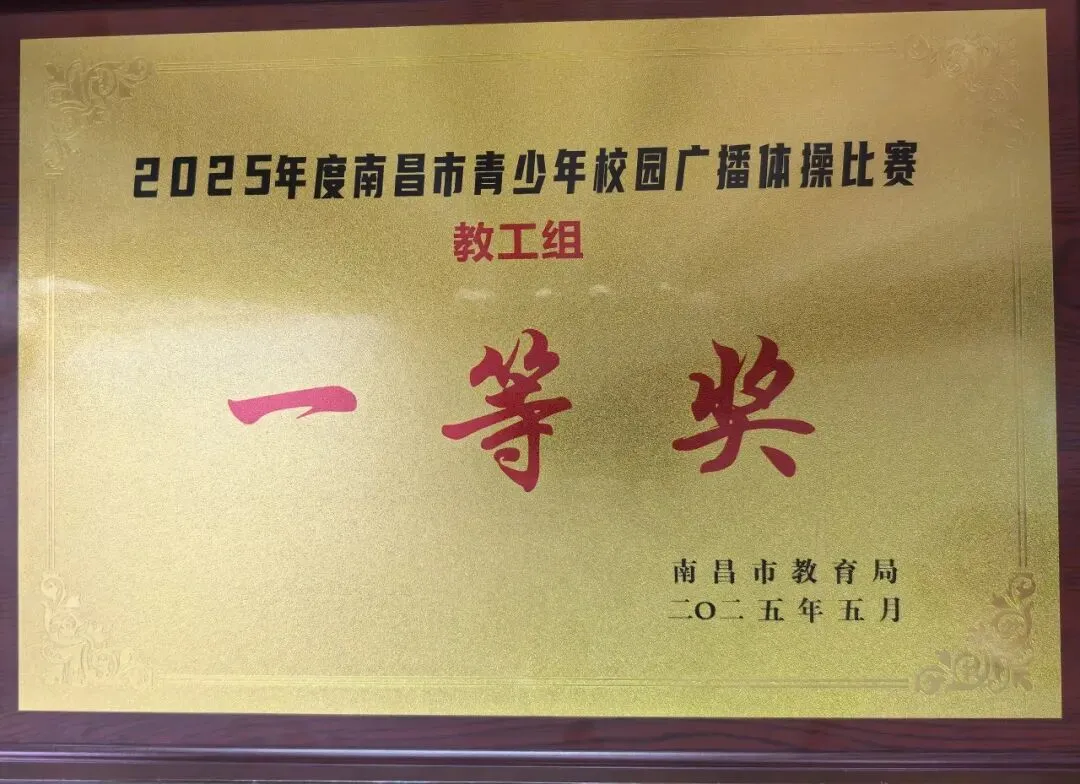 2025年度南昌市青少年校园广播体操比赛
教工组
一等奖
南昌市教育局
二〇二五年五月